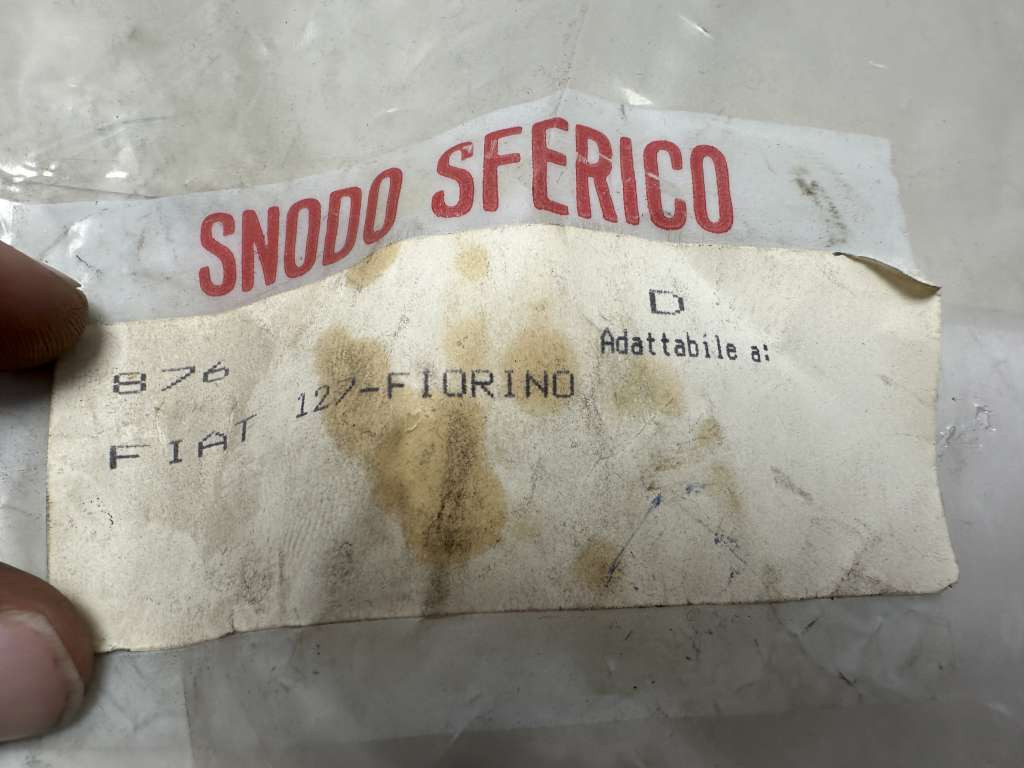 SNODO SFERICO
D
Adattabile a:
876
FIAT 127-FIORINO